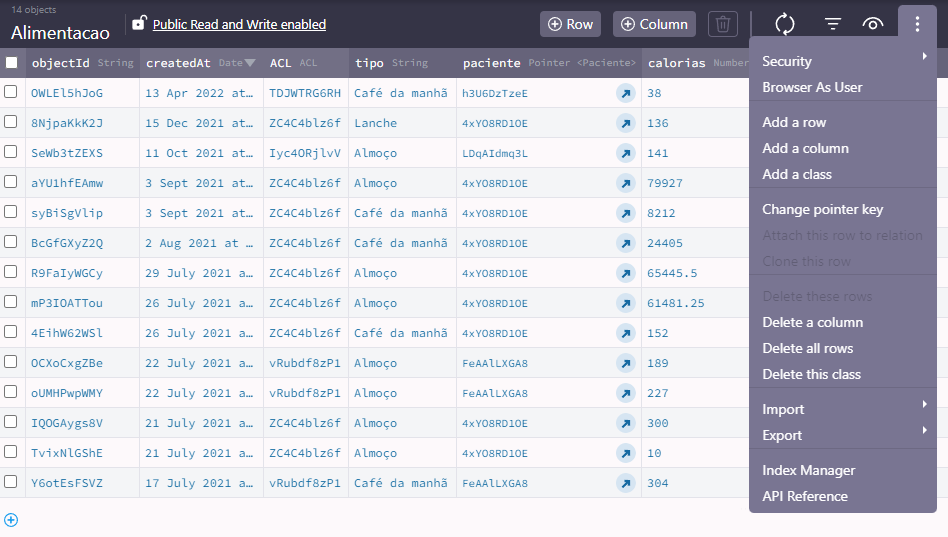 14 objects
Alimentacao
Public Read and Write enabled
Row
Column
objectId String createdAt Date ACL ACL tipo String paciente Pointer <Paciente> calorias Number
OWLEl5hJoG 13 Apr 2022 at… TDJWTRG6RH Café da manhã h3U6DzTzeE 38
8NjpaKkK2J 15 Dec 2021 at… ZC4C4blz6f Lanche 4xYO8RD1OE 136
SeWb3tZEXS 11 Oct 2021 at… Iyc4ORjlvV Almoço LDqAIdmq3L 141
aYU1hfEAmw 3 Sept 2021 at… ZC4C4blz6f Almoço 4xYO8RD1OE 79927
syBiSgVlip 3 Sept 2021 at… ZC4C4blz6f Café da manhã 4xYO8RD1OE 8212
BcGfGXyZ2Q 2 Aug 2021 at … ZC4C4blz6f Café da manhã 4xYO8RD1OE 24405
R9FaIyWGCy 29 July 2021 a… ZC4C4blz6f Almoço 4xYO8RD1OE 65445.5
mP3IOATTou 26 July 2021 a… ZC4C4blz6f Almoço 4xYO8RD1OE 61481.25
4EihW62WSl 26 July 2021 a… ZC4C4blz6f Café da manhã 4xYO8RD1OE 152
OCXoCxgZBe 22 July 2021 a… vRubdf8zP1 Almoço FeAAlLXGA8 189
oUMHPwpWMY 22 July 2021 a… vRubdf8zP1 Almoço FeAAlLXGA8 227
IQOGAygs8V 21 July 2021 a… ZC4C4blz6f Almoço 4xYO8RD1OE 300
TvixNlGShE 21 July 2021 a… ZC4C4blz6f Almoço 4xYO8RD1OE 10
Y6otEsFSVZ 17 July 2021 a… vRubdf8zP1 Café da manhã FeAAlLXGA8 304
Security
Browser As User
Add a row
Add a column
Add a class
Change pointer key
Attach this row to relation
Clone this row
Delete these rows
Delete a column
Delete all rows
Delete this class
Import
Export
Index Manager
API Reference